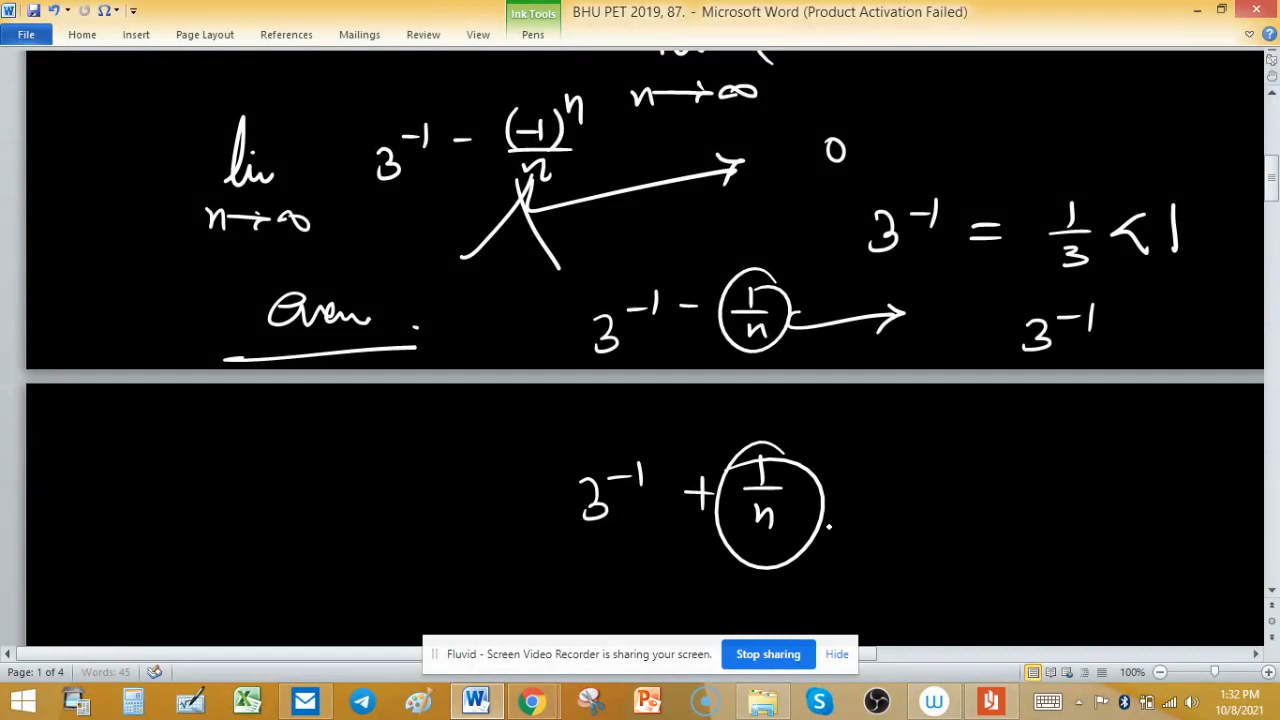 Ink Tools
BHU PET 2019, 87. - Microsoft Word (Product Activation Failed)
File Home Insert Page Layout References Mailings Review View Pens
n → ∞
lim 3^-1 - (-1)^n / n → 0
n → ∞
3^-1 = 1/3 < 1
even. 3^-1 - 1/n → 3^-1
3^-1 + 1/n .
Fluvid - Screen Video Recorder is sharing your screen. Stop sharing Hide
Page: 1 of 4 Words: 45 100%
1:32 PM
10/8/2021